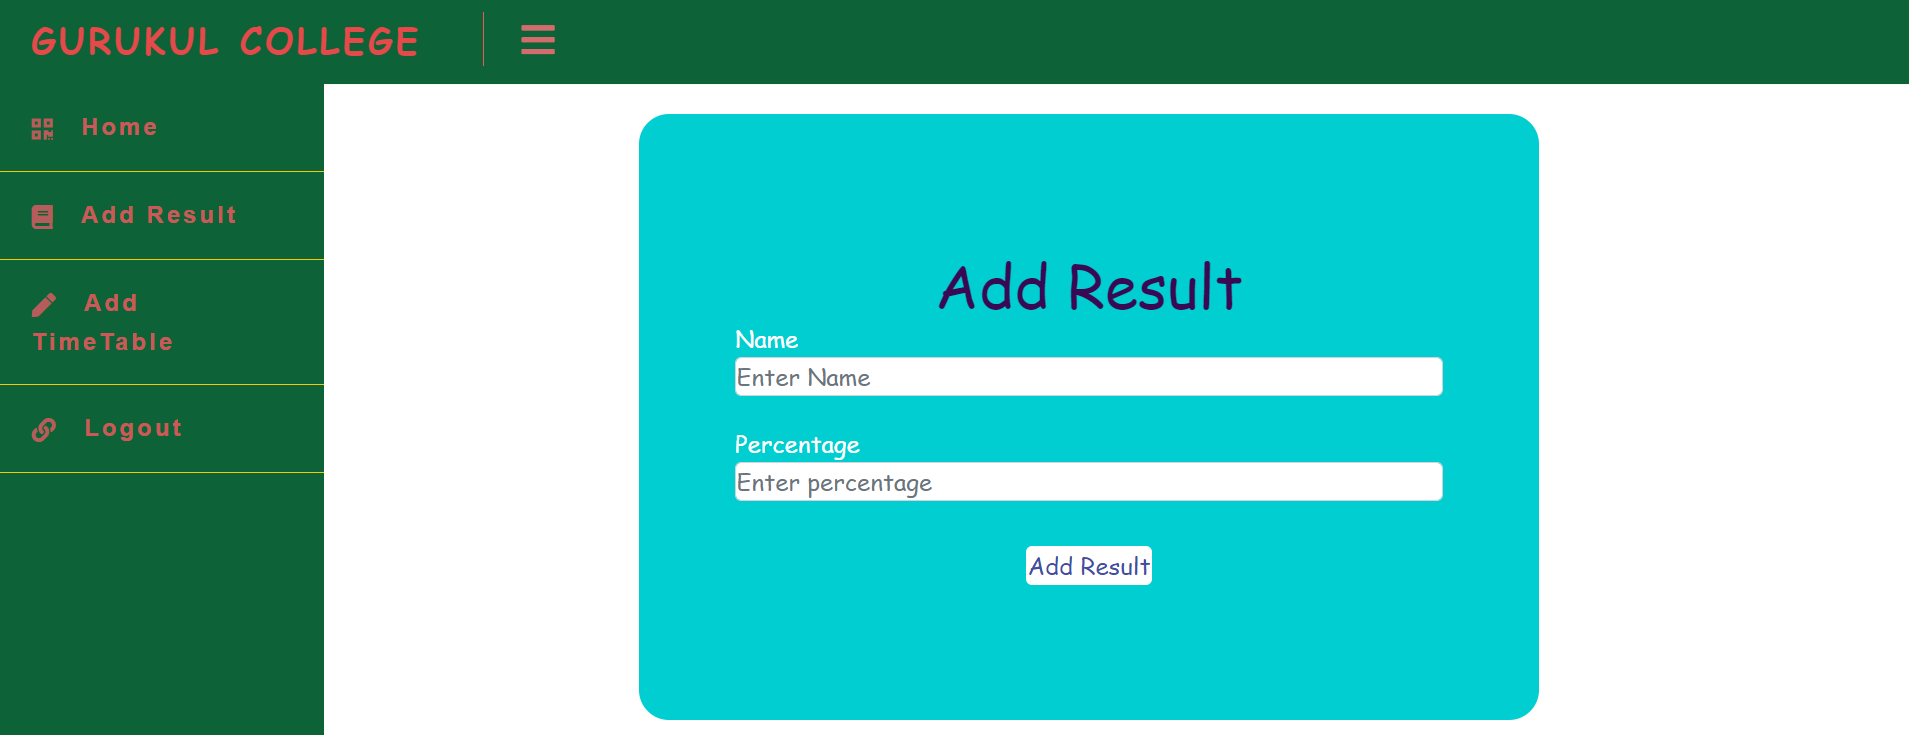 GURUKUL COLLEGE
Home
Add Result
Add
TimeTable
Logout
Add Result
Name
Enter Name
Percentage
Enter percentage
Add Result